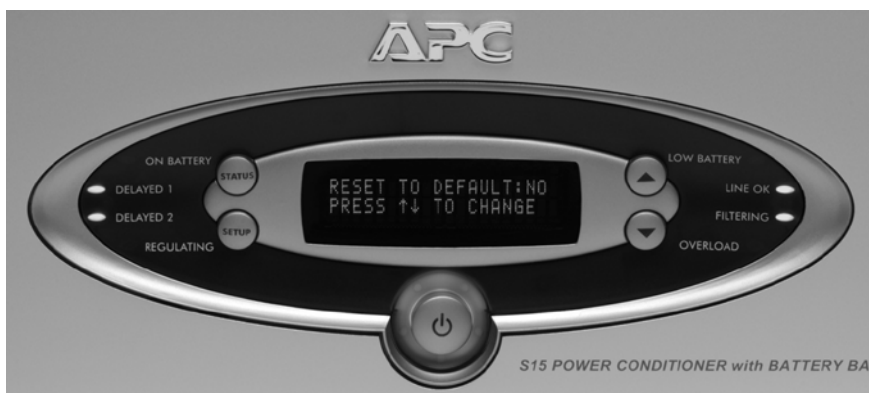 APC
ON BATTERY
DELAYED 1
DELAYED 2
REGULATING
STATUS
SETUP
RESET TO DEFAULT:NO
PRESS ↑↓ TO CHANGE
LOW BATTERY
LINE OK
FILTERING
OVERLOAD
S15 POWER CONDITIONER with BATTERY BA